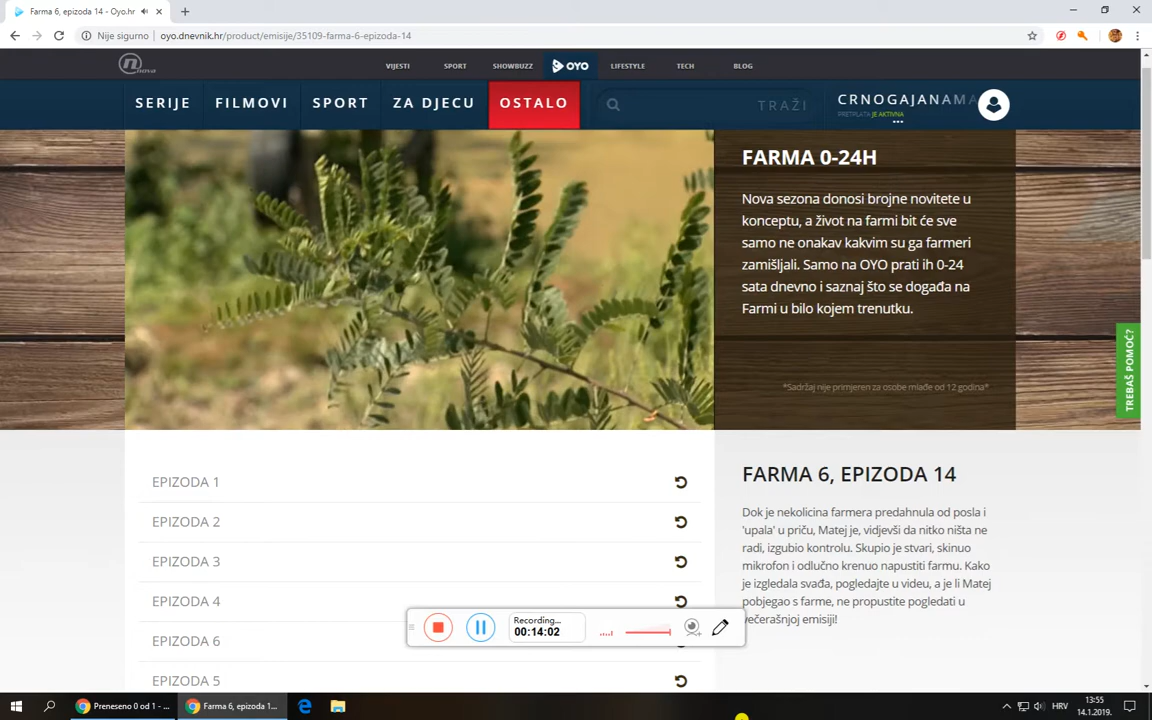 Farma 6, epizoda 14 - Oyo.hr
Nije sigurno
oyo.dnevnik.hr/product/emisije/35109-farma-6-epizoda-14
nova
VIJESTI
SPORT
SHOWBUZZ
OYO
LIFESTYLE
TECH
BLOG
SERIJE
FILMOVI
SPORT
ZA DJECU
OSTALO
TRAŽI
CRNOGAJANAMA
PRETPLATA JE AKTIVNA
FARMA 0-24H
Nova sezona donosi brojne novitete u
konceptu, a život na farmi bit će sve
samo ne onakav kakvim su ga farmeri
zamišljali. Samo na OYO prati ih 0-24
sata dnevno i saznaj što se događa na
Farmi u bilo kojem trenutku.
*Sadržaj nije primjeren za osobe mlađe od 12 godina*
TREBAŠ POMOĆ?
EPIZODA 1
EPIZODA 2
EPIZODA 3
EPIZODA 4
EPIZODA 6
EPIZODA 5
FARMA 6, EPIZODA 14
Dok je nekolicina farmera predahnula od posla i
'upala' u priču, Matej je, vidjevši da nitko ništa ne
radi, izgubio kontrolu. Skupio je stvari, skinuo
mikrofon i odlučno krenuo napustiti farmu. Kako
je izgledala svađa, pogledajte u videu, a je li Matej
pobjegao s farme, ne propustite pogledati u
večerašnjoj emisiji!
Recording...
00:14:02
Preneseno 0 od 1 - ...
Farma 6, epizoda 1...
HRV
13:55
14.1.2019.